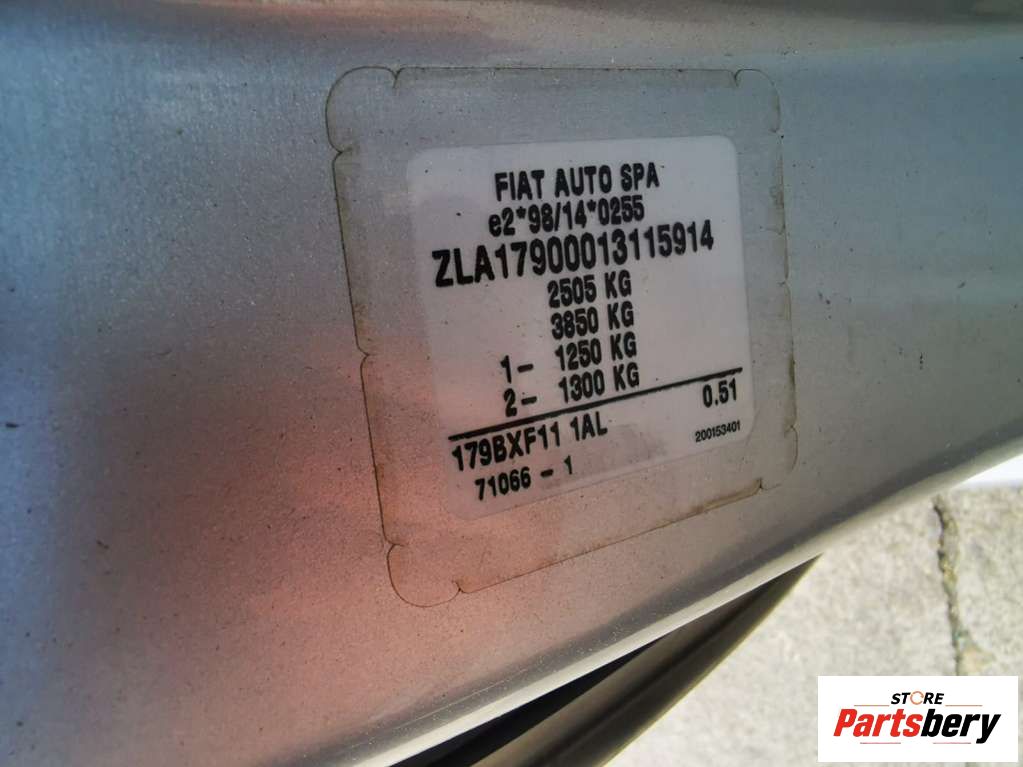 FIAT AUTO SPA
e2*98/14*0255
ZLA17900013115914
2505 KG
3850 KG
1- 1250 KG
2- 1300 KG
179BXF11 1AL 0.51
71066 - 1 200153401
STORE
Partsbery